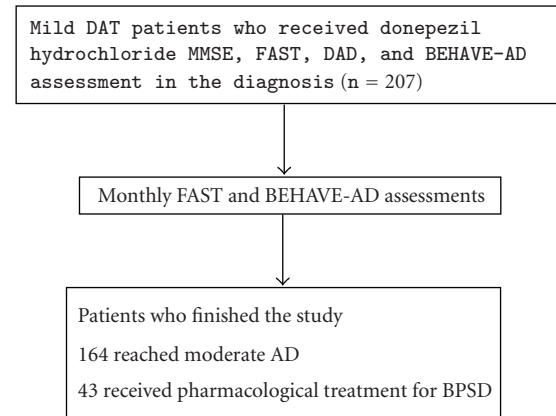 Mild DAT patients who received donepezil
hydrochloride MMSE, FAST, DAD, and BEHAVE-AD
assessment in the diagnosis (n = 207)
Monthly FAST and BEHAVE-AD assessments
Patients who finished the study
164 reached moderate AD
43 received pharmacological treatment for BPSD